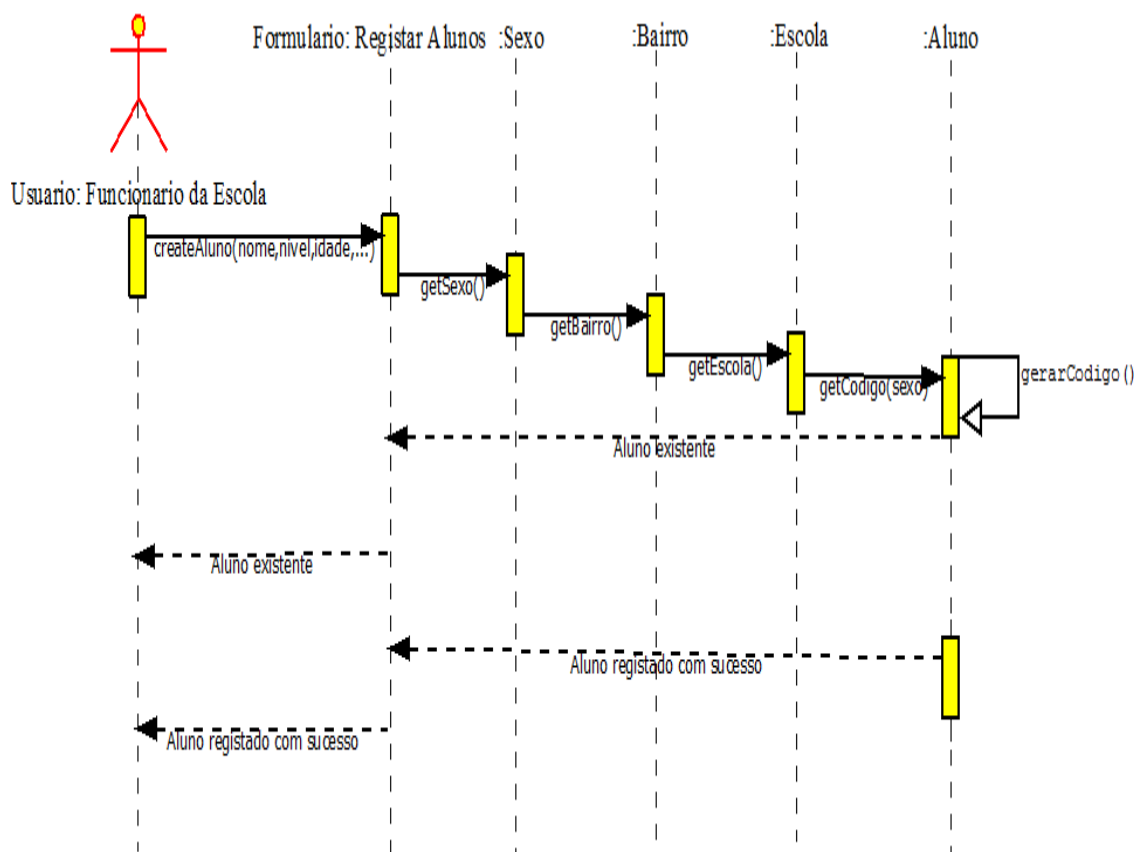 Formulario: Registar Alunos
:Sexo
:Bairro
:Escola
:Aluno
Usuario: Funcionario da Escola
createAluno(nome,nivel,idade,...)
getSexo()
getBairro()
getEscola()
getCodigo(sexo)
gerarCodigo()
Aluno existente
Aluno existente
Aluno registado com sucesso
Aluno registado com sucesso